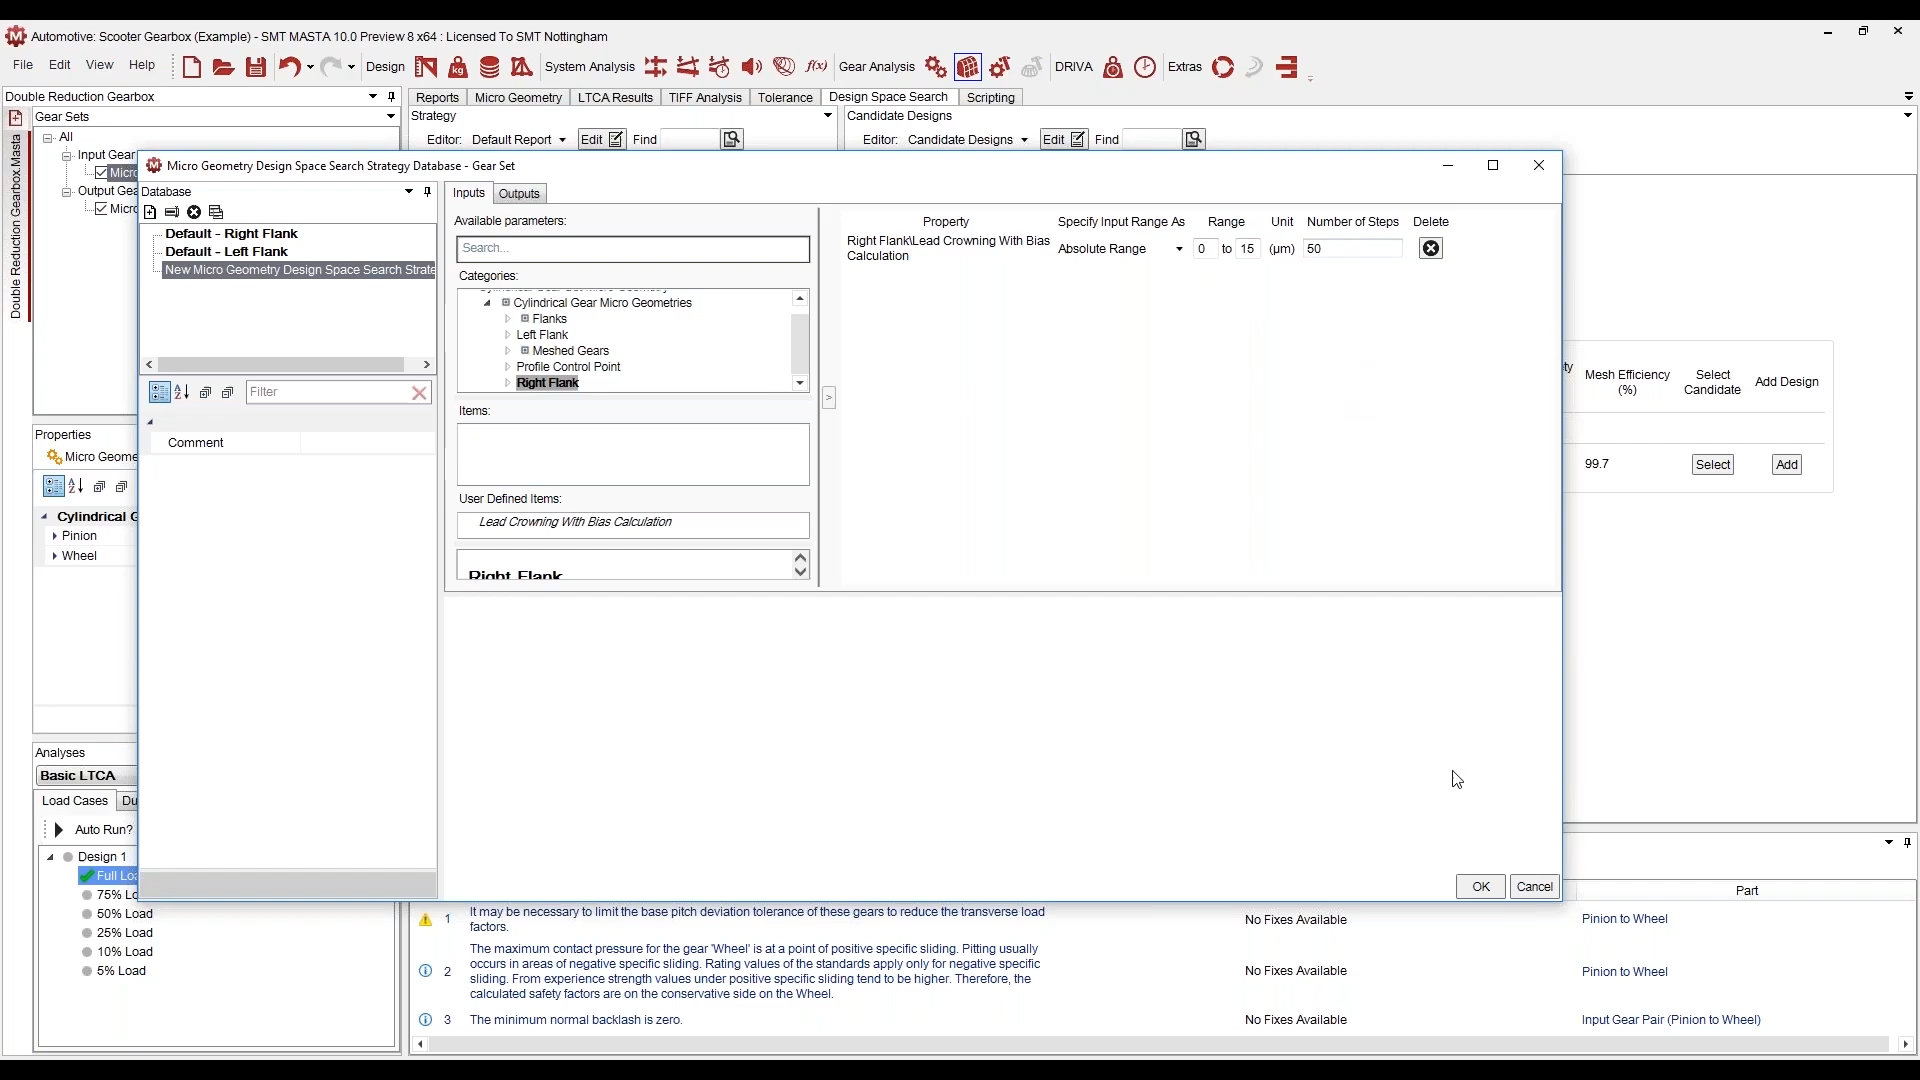 Automotive: Scooter Gearbox (Example) - SMT MASTA 10.0 Preview 8 x64 : Licensed To SMT Nottingham
File Edit View Help Design System Analysis f(x) Gear Analysis DRIVA Extras
Double Reduction Gearbox
Reports Micro Geometry LTCA Results TIFF Analysis Tolerance Design Space Search Scripting
Double Reduction Gearbox.Masta
Gear Sets
Strategy
Candidate Designs
All
Editor: Default Report Edit Find
Editor: Candidate Designs Edit Find
Input Gear
Micro
Output Gea
Micro
Micro Geometry Design Space Search Strategy Database - Gear Set
Database
Inputs Outputs
Default - Right Flank
Default - Left Flank
New Micro Geometry Design Space Search Strate
Filter
Comment
Available parameters:
Search...
Categories:
Cylindrical Gear Micro Geometries
Flanks
Left Flank
Meshed Gears
Profile Control Point
Right Flank
Items:
User Defined Items:
Lead Crowning With Bias Calculation
Right Flank
>
Property Specify Input Range As Range Unit Number of Steps Delete
Right Flank\Lead Crowning With Bias Calculation Absolute Range 0 to 15 (μm) 50
OK Cancel
ty
Mesh Efficiency (%)
Select Candidate
Add Design
99.7 Select Add
Properties
Micro Geome
Cylindrical G
Pinion
Wheel
Analyses
Basic LTCA
Load Cases Du
Auto Run?
Design 1
Full Loa
75% Lo
50% Load
25% Load
10% Load
5% Load
Part
1 It may be necessary to limit the base pitch deviation tolerance of these gears to reduce the transverse load
factors.
No Fixes Available Pinion to Wheel
2 The maximum contact pressure for the gear 'Wheel' is at a point of positive specific sliding. Pitting usually
occurs in areas of negative specific sliding. Rating values of the standards apply only for negative specific
sliding. From experience strength values under positive specific sliding tend to be higher. Therefore, the
calculated safety factors are on the conservative side on the Wheel.
No Fixes Available Pinion to Wheel
3 The minimum normal backlash is zero. No Fixes Available Input Gear Pair (Pinion to Wheel)